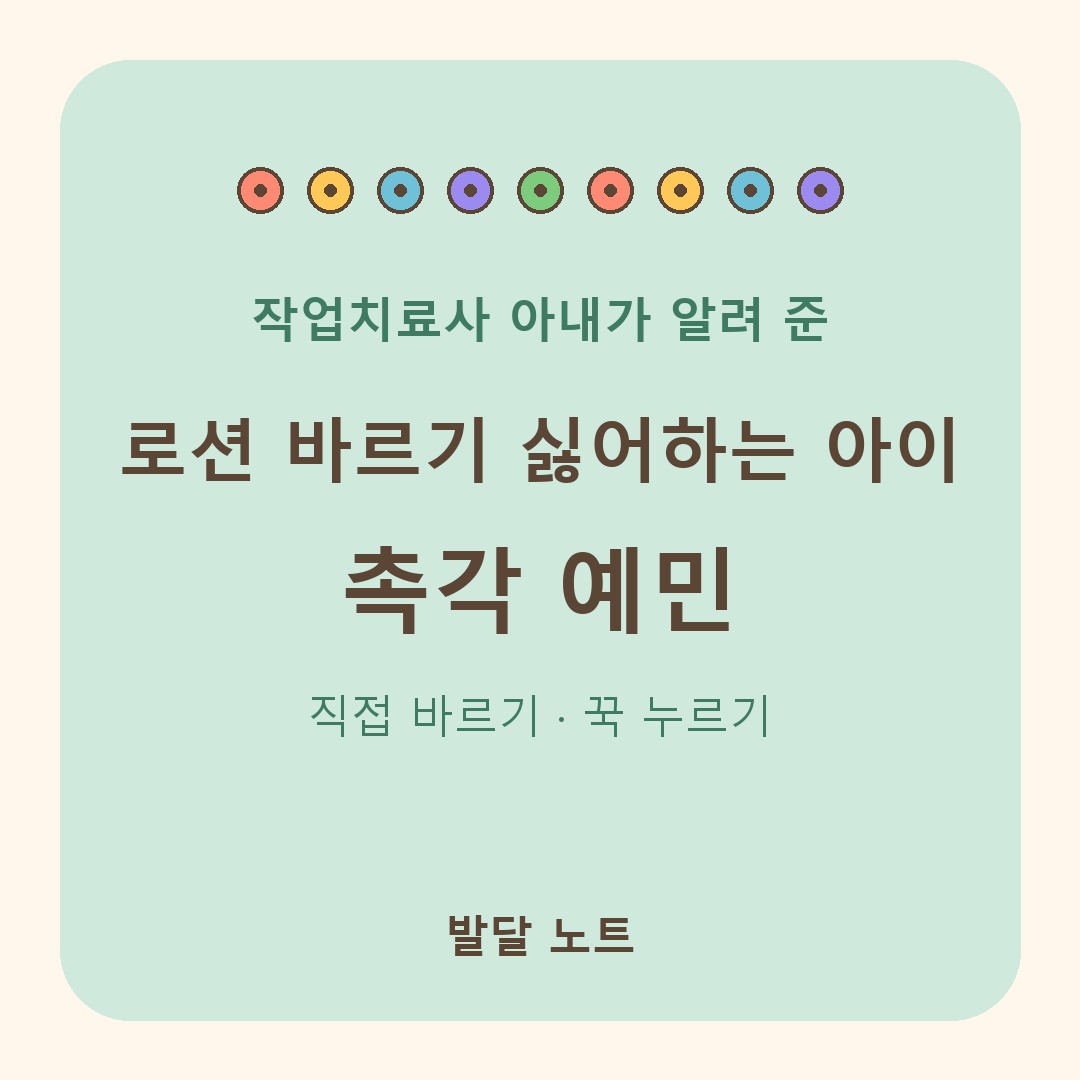 작업치료사 아내가 알려 준
로션 바르기 싫어하는 아이
촉각 예민
직접 바르기 · 꾹 누르기
발달 노트